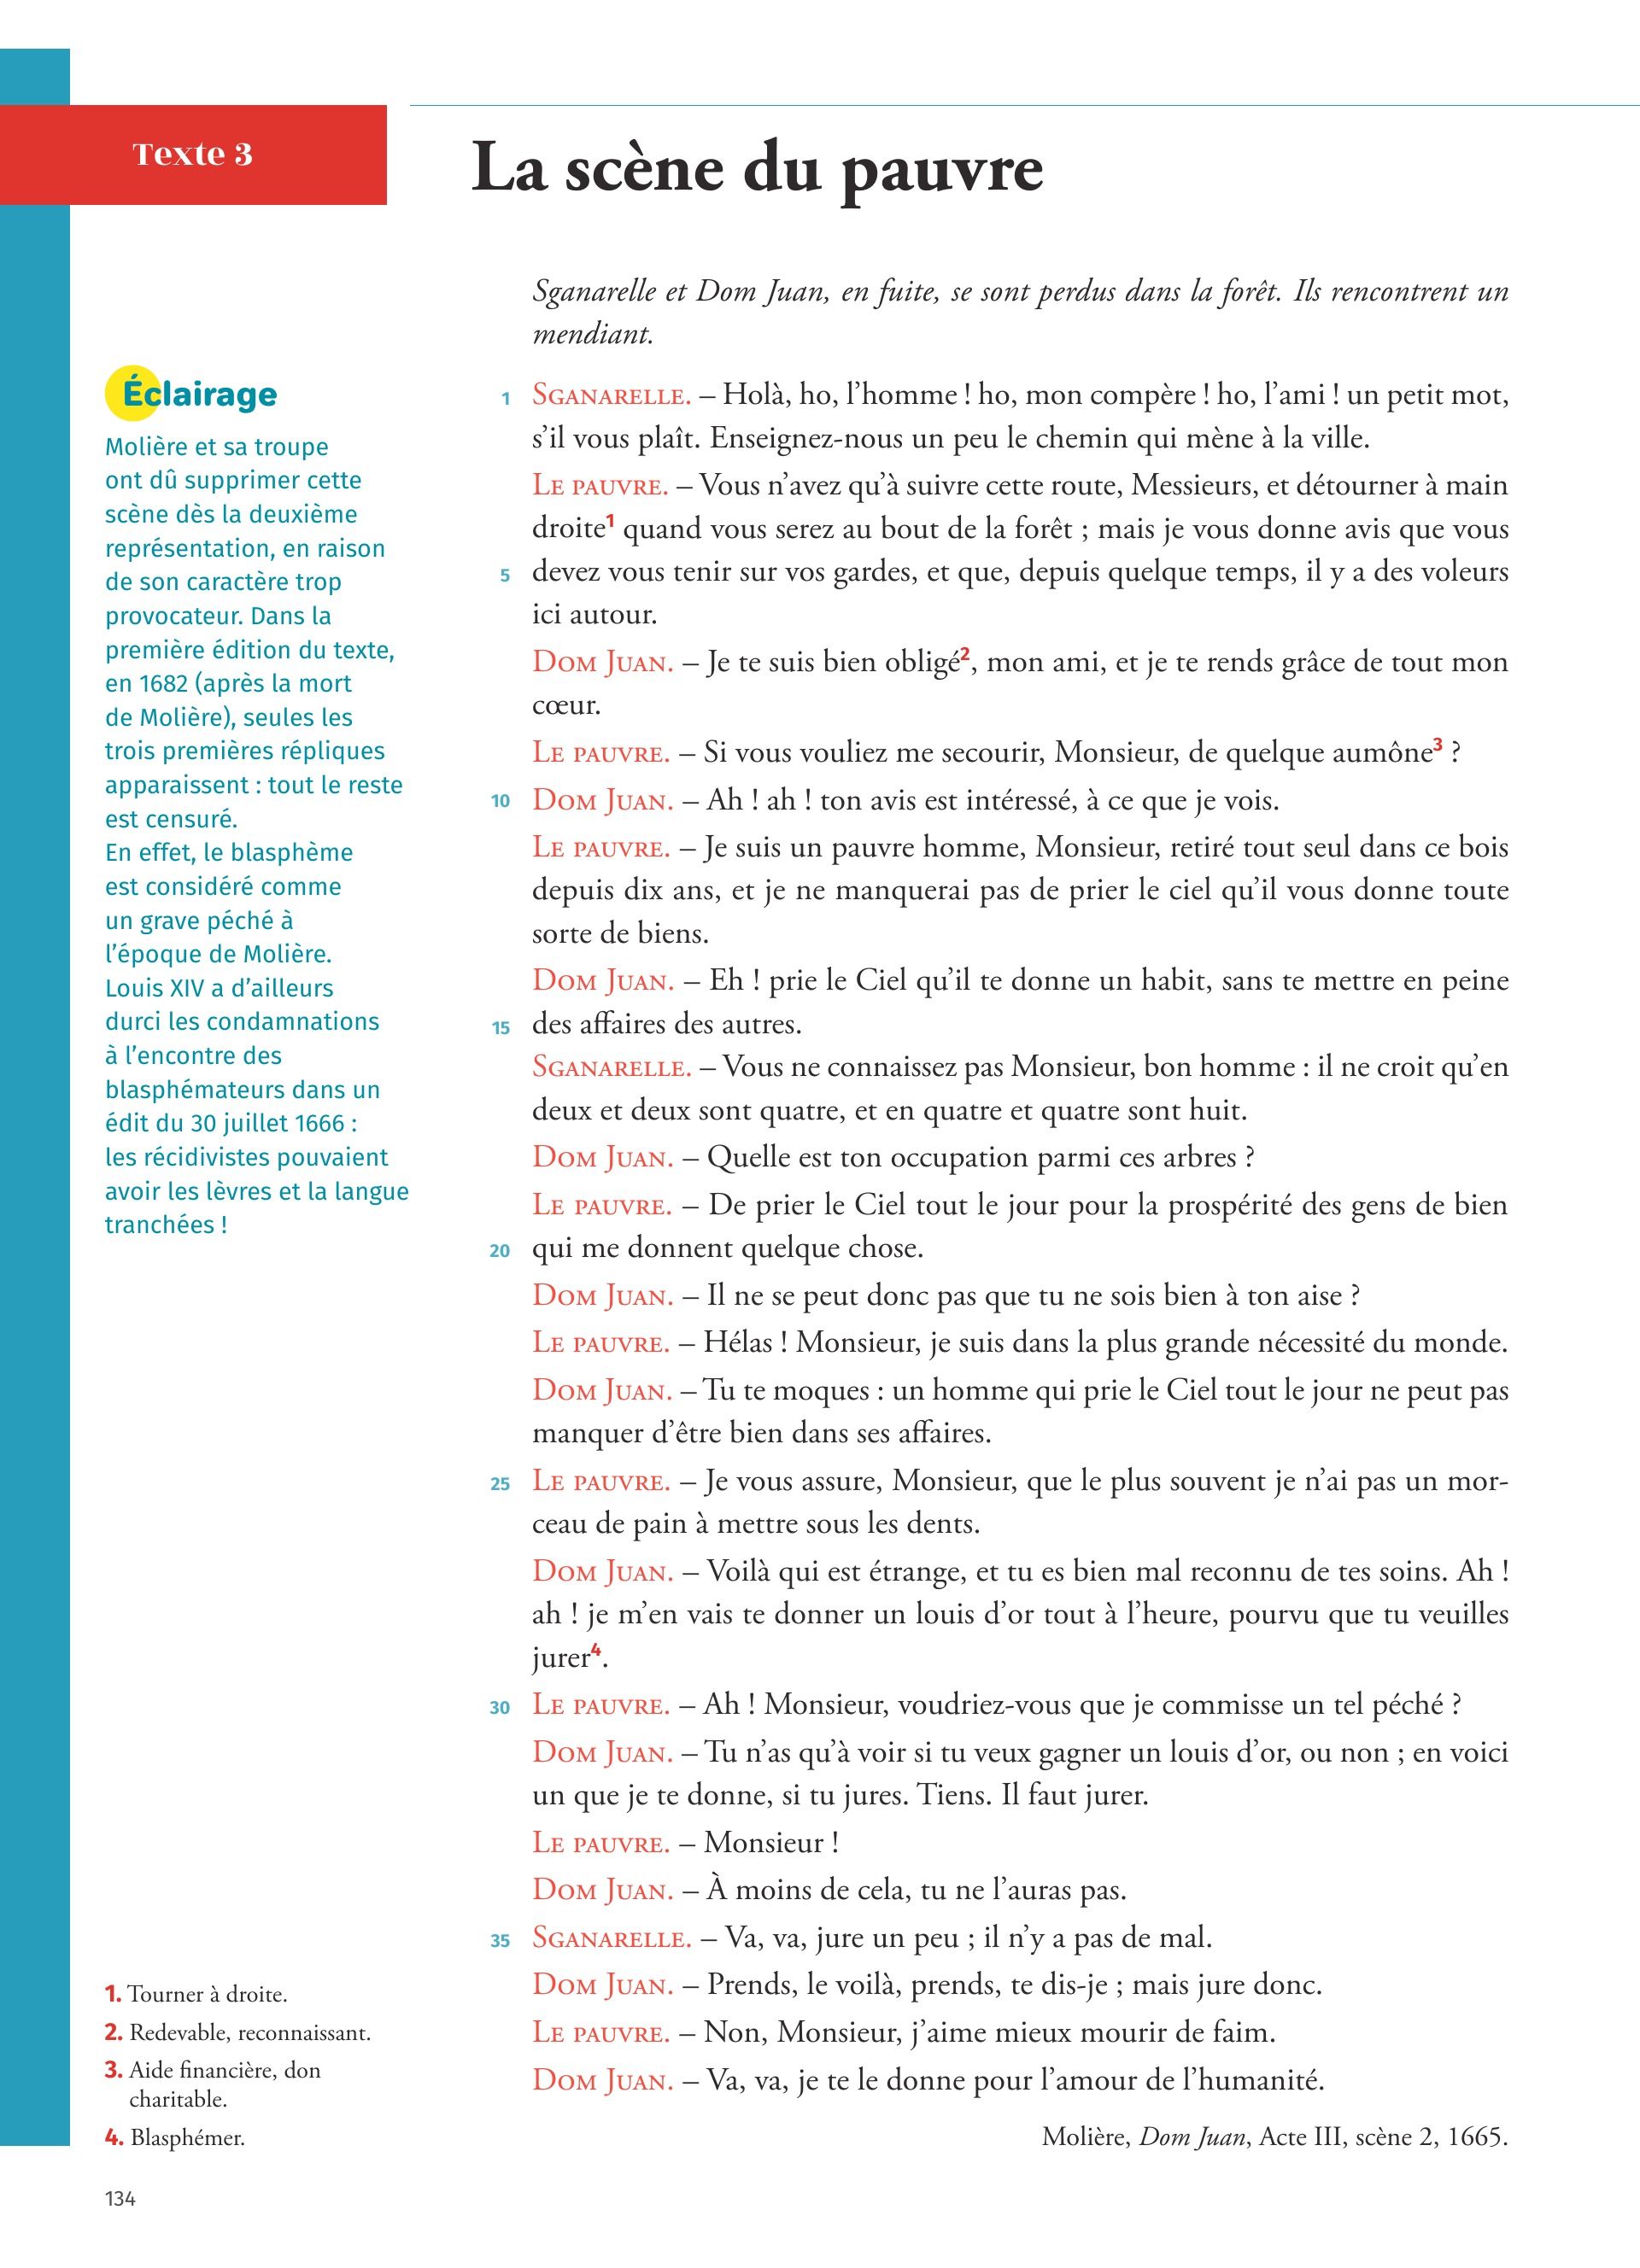 Texte 3
La scène du pauvre
Sganarelle et Dom Juan, en fuite, se sont perdus dans la forêt. Ils rencontrent un
mendiant.
Éclairage
Molière et sa troupe
ont dû supprimer cette
scène dès la deuxième
représentation, en raison
de son caractère trop
provocateur. Dans la
première édition du texte,
en 1682 (après la mort
de Molière), seules les
trois premières répliques
apparaissent : tout le reste
est censuré.
En effet, le blasphème
est considéré comme
un grave péché à
l'époque de Molière.
Louis XIV a d'ailleurs
durci les condamnations
à l'encontre des
blasphémateurs dans un
édit du 30 juillet 1666 :
les récidivistes pouvaient
avoir les lèvres et la langue
tranchées !
1 Sganarelle. – Holà, ho, l'homme ! ho, mon compère ! ho, l'ami ! un petit mot,
s'il vous plaît. Enseignez-nous un peu le chemin qui mène à la ville.
Le pauvre. – Vous n'avez qu'à suivre cette route, Messieurs, et détourner à main
droite1 quand vous serez au bout de la forêt ; mais je vous donne avis que vous
5 devez vous tenir sur vos gardes, et que, depuis quelque temps, il y a des voleurs
ici autour.
Dom Juan. – Je te suis bien obligé2, mon ami, et je te rends grâce de tout mon
cœur.
Le pauvre. – Si vous vouliez me secourir, Monsieur, de quelque aumône3 ?
10 Dom Juan. – Ah ! ah ! ton avis est intéressé, à ce que je vois.
Le pauvre. – Je suis un pauvre homme, Monsieur, retiré tout seul dans ce bois
depuis dix ans, et je ne manquerai pas de prier le ciel qu'il vous donne toute
sorte de biens.
Dom Juan. – Eh ! prie le Ciel qu'il te donne un habit, sans te mettre en peine
15 des affaires des autres.
Sganarelle. – Vous ne connaissez pas Monsieur, bon homme : il ne croit qu'en
deux et deux sont quatre, et en quatre et quatre sont huit.
Dom Juan. – Quelle est ton occupation parmi ces arbres ?
Le pauvre. – De prier le Ciel tout le jour pour la prospérité des gens de bien
20 qui me donnent quelque chose.
Dom Juan. – Il ne se peut donc pas que tu ne sois bien à ton aise ?
Le pauvre. – Hélas ! Monsieur, je suis dans la plus grande nécessité du monde.
Dom Juan. – Tu te moques : un homme qui prie le Ciel tout le jour ne peut pas
manquer d'être bien dans ses affaires.
25 Le pauvre. – Je vous assure, Monsieur, que le plus souvent je n'ai pas un mor-
ceau de pain à mettre sous les dents.
Dom Juan. – Voilà qui est étrange, et tu es bien mal reconnu de tes soins. Ah !
ah ! je m'en vais te donner un louis d'or tout à l'heure, pourvu que tu veuilles
jurer4.
30 Le pauvre. – Ah ! Monsieur, voudriez-vous que je commisse un tel péché ?
Dom Juan. – Tu n'as qu'à voir si tu veux gagner un louis d'or, ou non ; en voici
un que je te donne, si tu jures. Tiens. Il faut jurer.
Le pauvre. – Monsieur !
Dom Juan. – À moins de cela, tu ne l'auras pas.
35 Sganarelle. – Va, va, jure un peu ; il n'y a pas de mal.
Dom Juan. – Prends, le voilà, prends, te dis-je ; mais jure donc.
Le pauvre. – Non, Monsieur, j'aime mieux mourir de faim.
Dom Juan. – Va, va, je te le donne pour l'amour de l'humanité.
Molière, Dom Juan, Acte III, scène 2, 1665.
1. Tourner à droite.
2. Redevable, reconnaissant.
3. Aide financière, don
charitable.
4. Blasphémer.
134